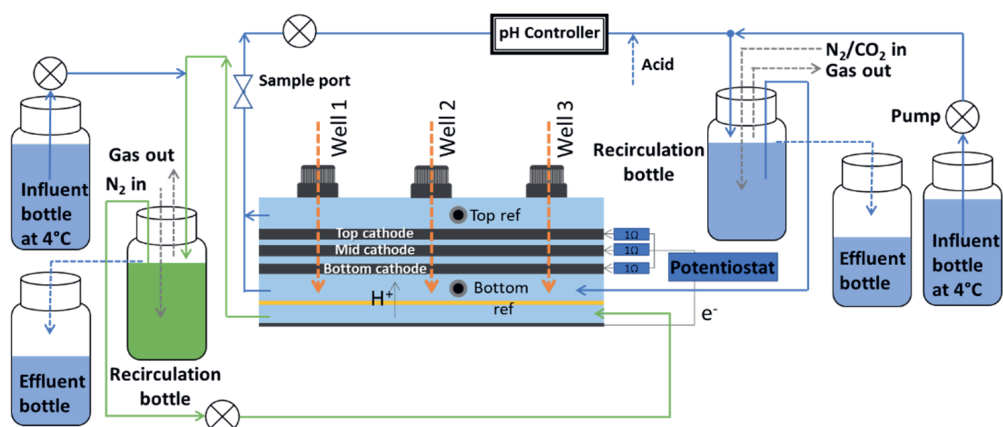 pH Controller
N₂/CO₂ in
Gas out
Acid
Sample port
Well 1
Well 2
Well 3
Pump
Recirculation
bottle
Influent
bottle
at 4°C
Gas out
N₂ in
Top ref
Top cathode
Mid cathode
Bottom cathode
1Ω
1Ω
1Ω
Potentiostat
H⁺
Bottom
ref
e⁻
Effluent
bottle
Influent
bottle
at 4°C
Effluent
bottle
Recirculation
bottle